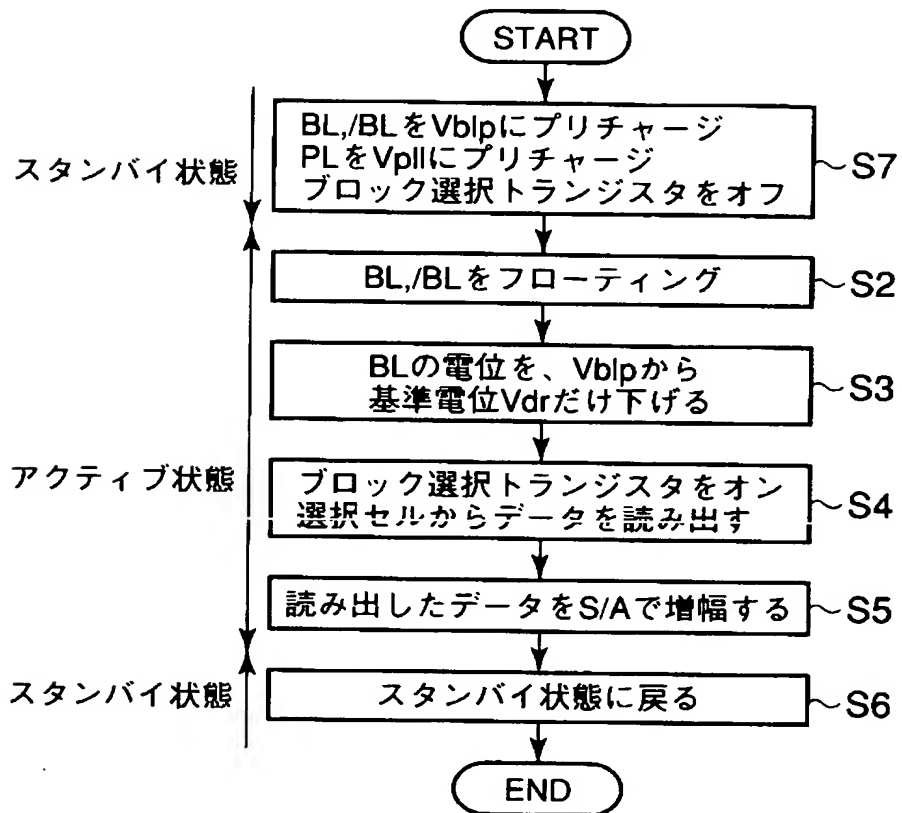 START
BL,/BLをVblpにプリチャージ
PLをVpllにプリチャージ
ブロック選択トランジスタをオフ
S7
スタンバイ状態
BL,/BLをフローティング
S2
BLの電位を、Vblpから
基準電位Vdrだけ下げる
S3
アクティブ状態
ブロック選択トランジスタをオン
選択セルからデータを読み出す
S4
読み出したデータをS/Aで増幅する
S5
スタンバイ状態
スタンバイ状態に戻る
S6
END